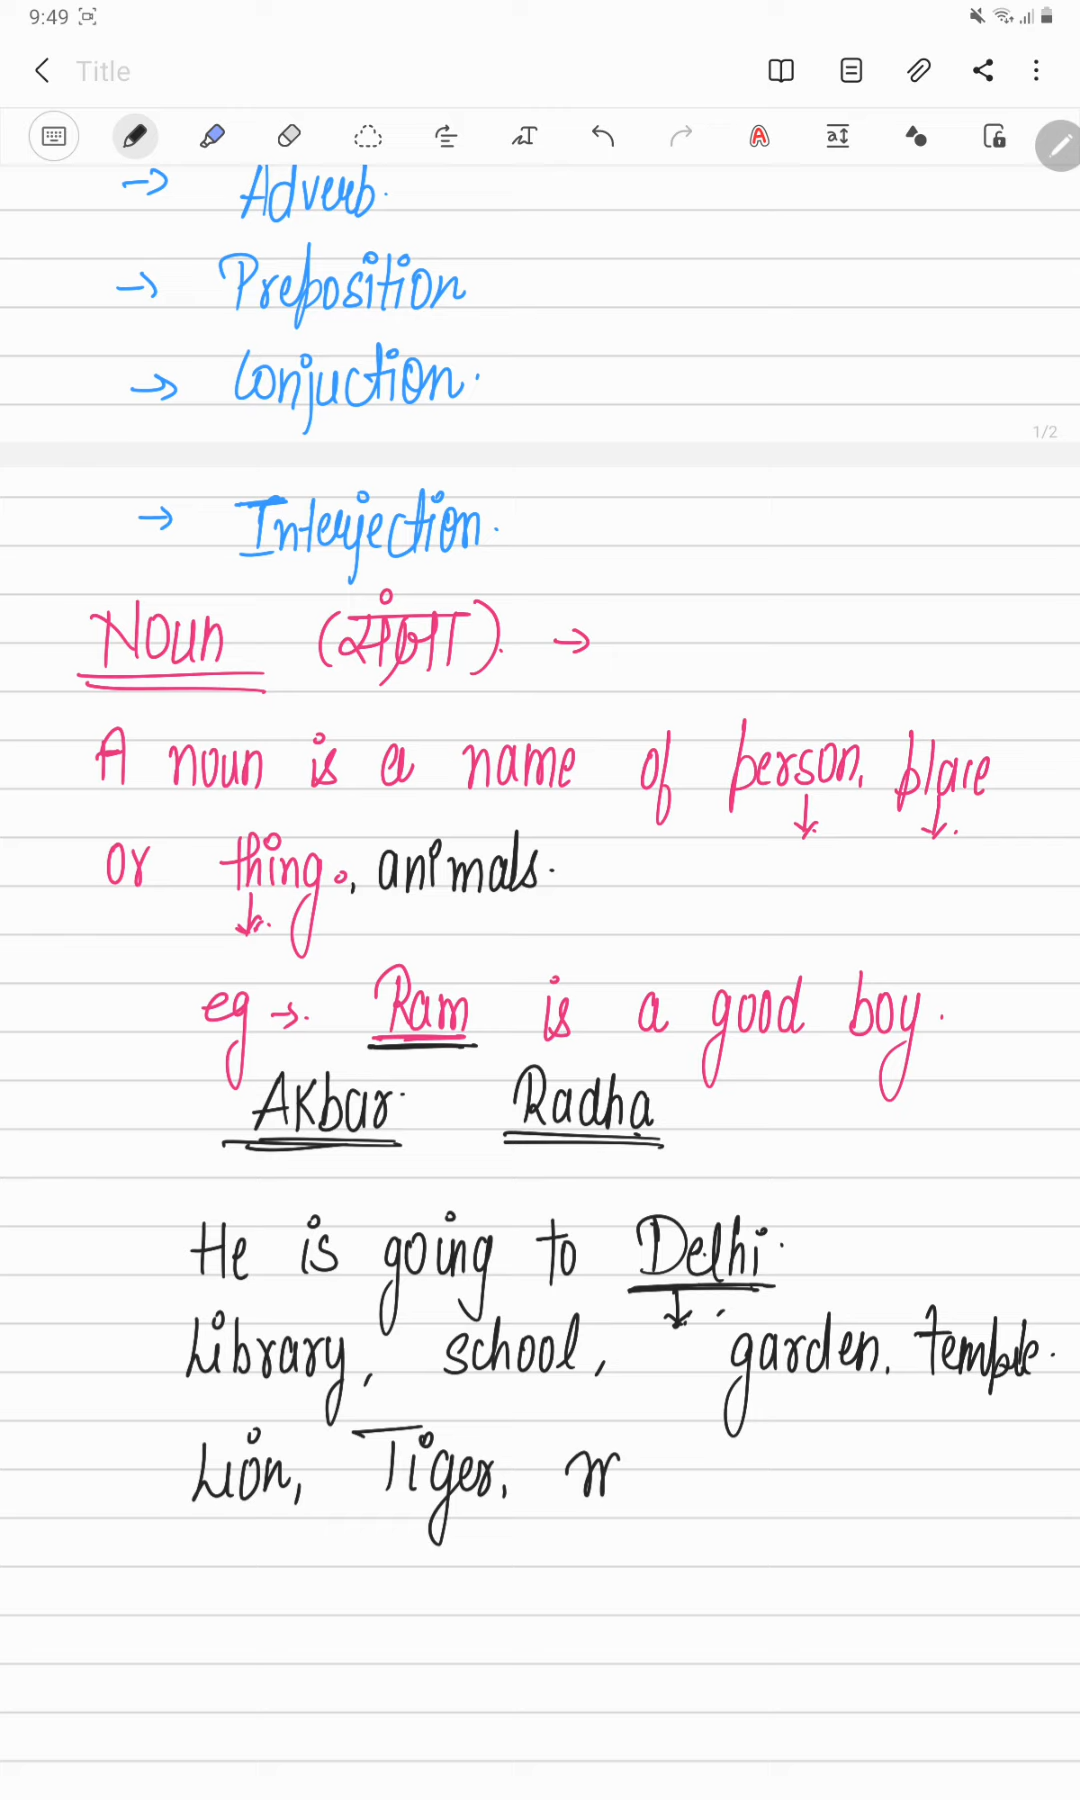 9:49
Title
→ Adverb.
→ Preposition
→ Conjuction.
1/2
→ Interjection.
Noun (संज्ञा). →
A noun is a name of person, place
or thing., animals.
eg →. Ram is a good boy.
Akbar. Radha
He is going to Delhi.
Library, school, garden, temple.
Lion, Tiger,